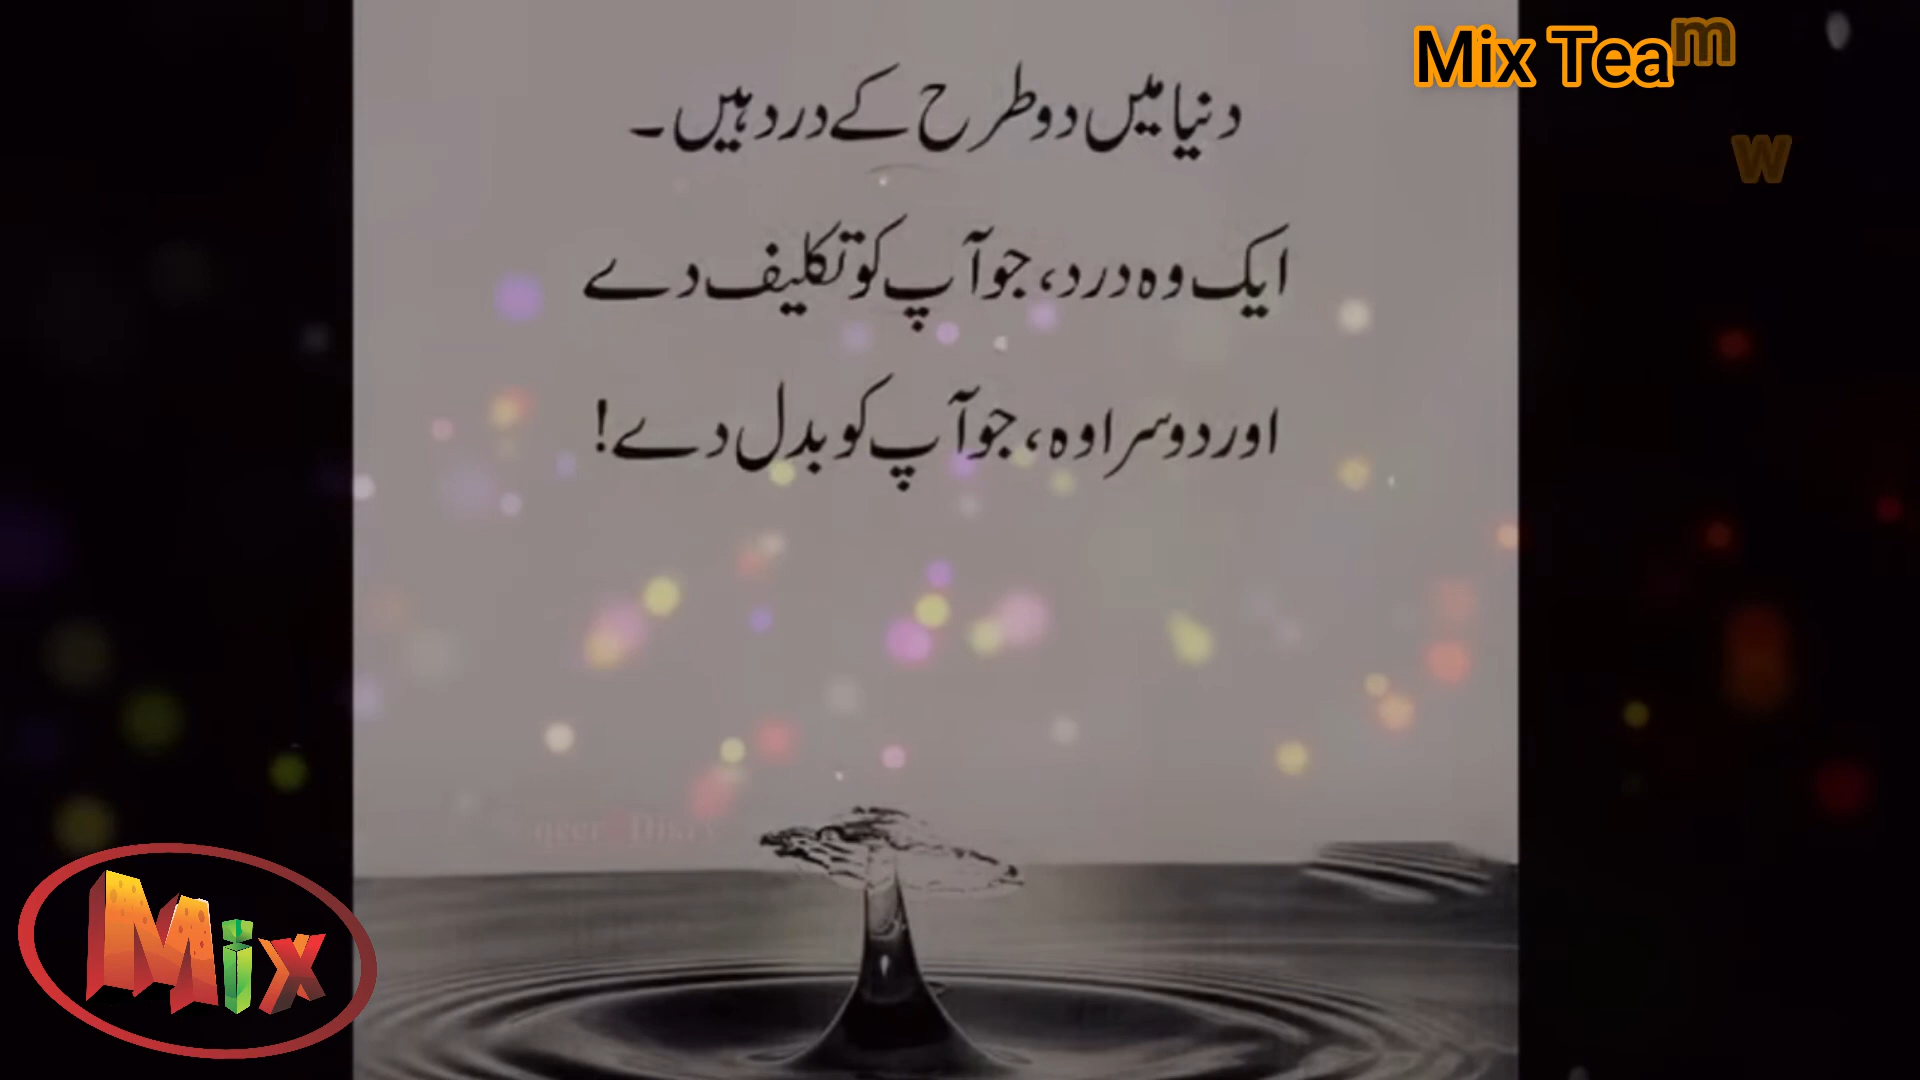 Mix Team
w
دنیا میں دو طرح کے درد ہیں۔
ایک وہ درد، جو آپ کو تکلیف دے
اور دوسرا وہ، جو آپ کو بدل دے!
Mix